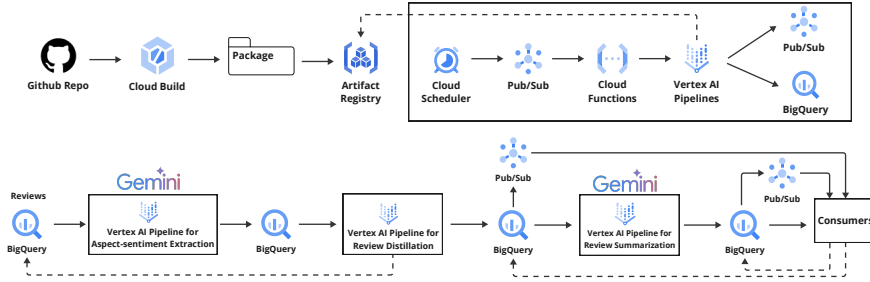 Github Repo
Cloud Build
Package
Artifact
Registry
Cloud
Scheduler
Pub/Sub
Cloud
Functions
Vertex AI
Pipelines
Pub/Sub
BigQuery
Reviews
BigQuery
Gemini
Vertex AI Pipeline for
Aspect-sentiment Extraction
BigQuery
Vertex AI Pipeline for
Review Distillation
Pub/Sub
BigQuery
Gemini
Vertex AI Pipeline for
Review Summarization
BigQuery
Pub/Sub
Consumers